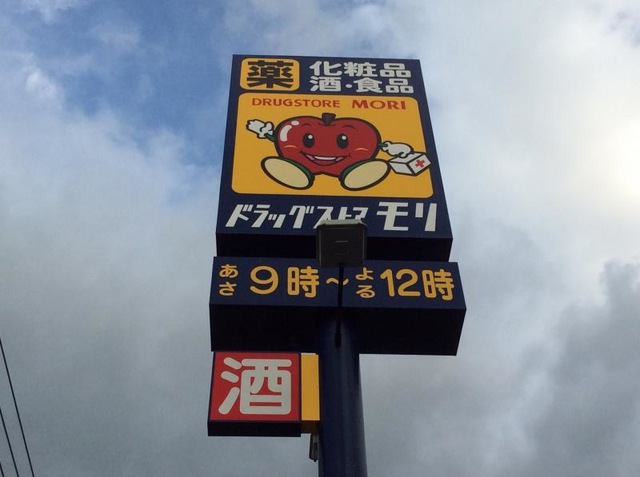 薬 化粧品
酒・食品
DRUGSTORE MORI
ドラッグストア モリ
あさ9時~よる12時
酒